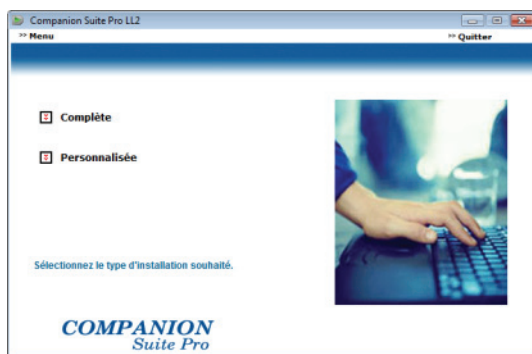 Companion Suite Pro LL2
>> Menu
>> Quitter
Complète
Personnalisée
Sélectionnez le type d'installation souhaité.
COMPANION
Suite Pro